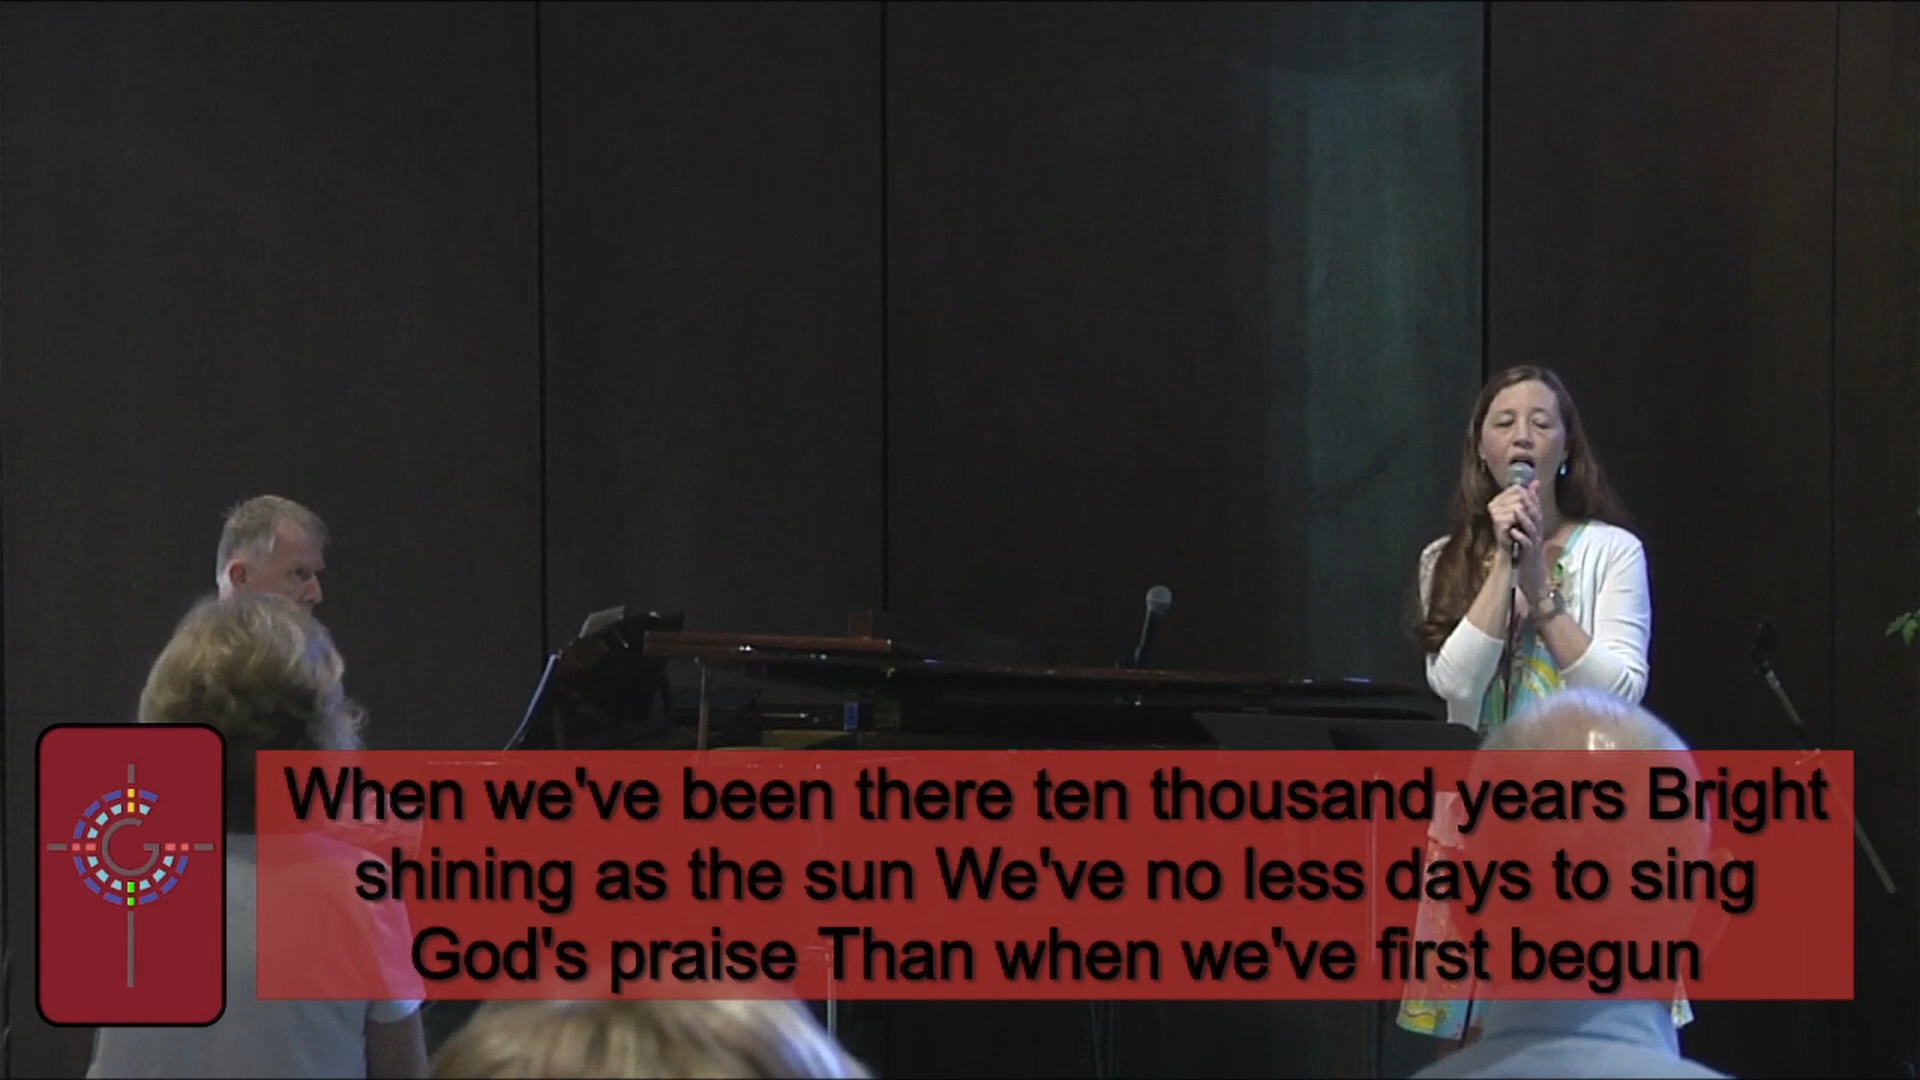 When we've been there ten thousand years Bright
shining as the sun We've no less days to sing
God's praise Than when we've first begun